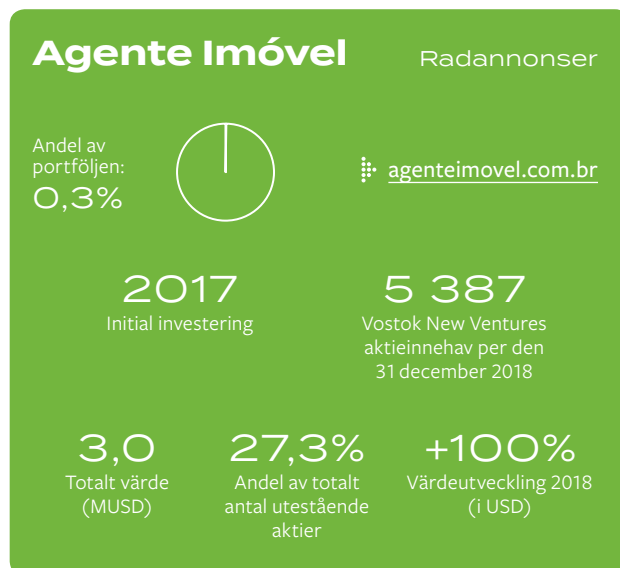 Agente Imóvel
Radannonser
Andel av
portföljen:
0,3%
agenteimovel.com.br
2017
Initial investering
5 387
Vostok New Ventures
aktieinnehav per den
31 december 2018
3,0
Totalt värde
(MUSD)
27,3%
Andel av totalt
antal utestående
aktier
+100%
Värdeutveckling 2018
(i USD)